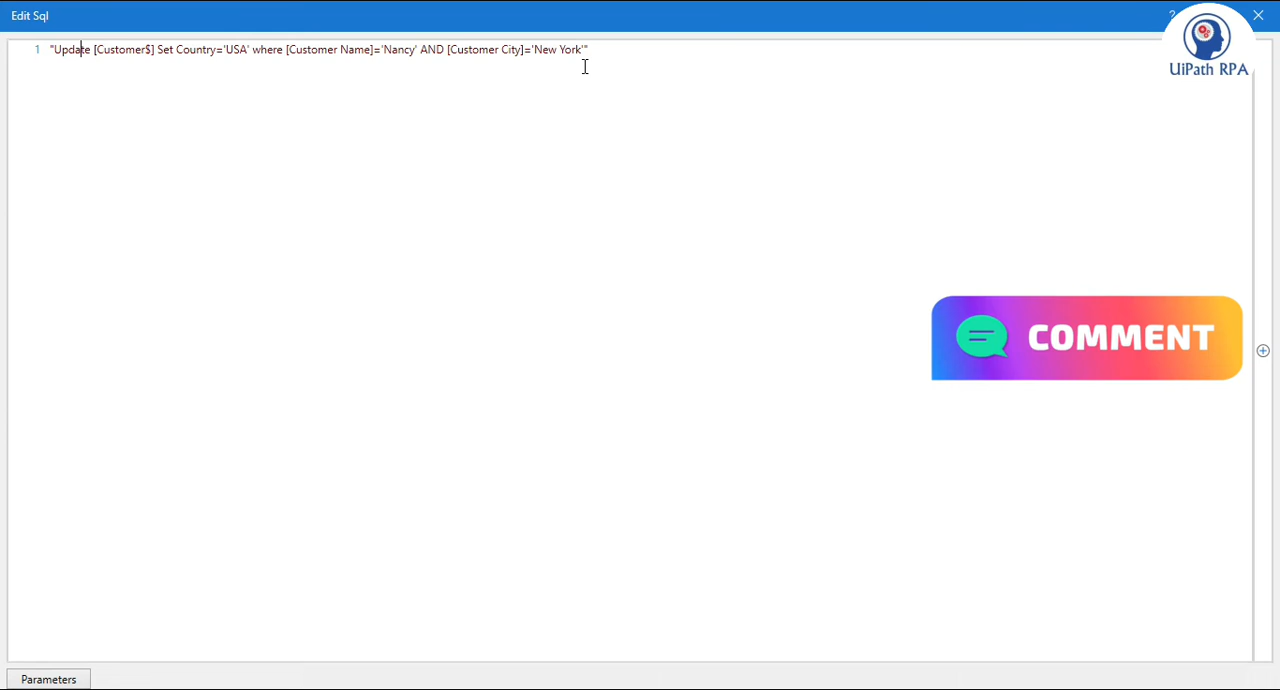 Edit Sql
?
UiPath RPA
1 "Update [Customer$] Set Country='USA' where [Customer Name]='Nancy' AND [Customer City]='New York'"
COMMENT
Parameters